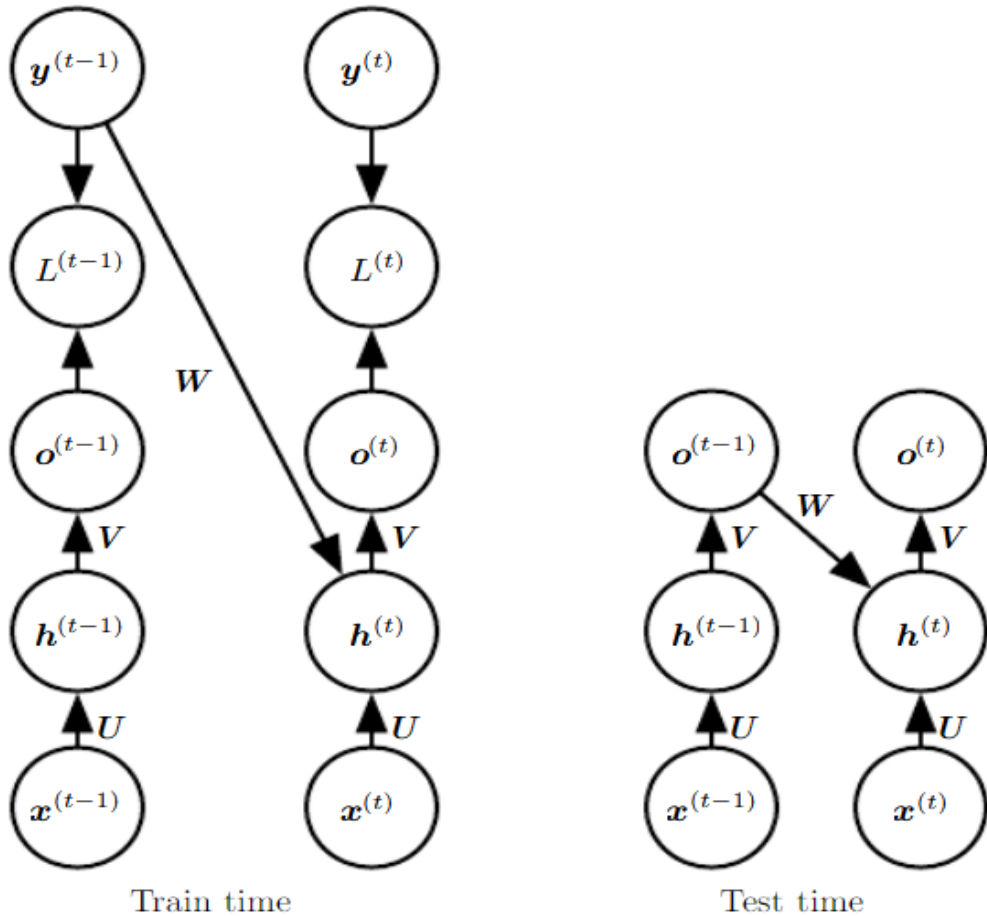 y^(t−1) y^(t)
L^(t−1) L^(t)
W
o^(t−1) o^(t) o^(t−1) o^(t)
W
V V V V
h^(t−1) h^(t) h^(t−1) h^(t)
U U U U
x^(t−1) x^(t) x^(t−1) x^(t)
Train time Test time